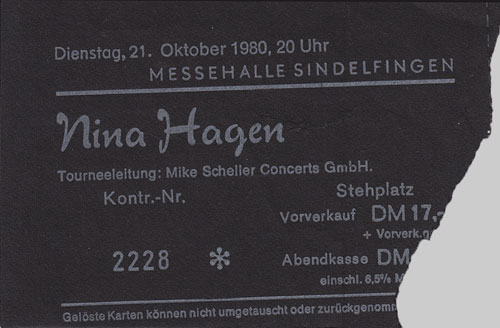 Dienstag, 21. Oktober 1980, 20 Uhr
MESSEHALLE SINDELFINGEN
Nina Hagen
Tourneeleitung: Mike Scheller Concerts GmbH.
Kontr.-Nr.
Stehplatz
Vorverkauf DM 17,-
+ Vorverk.g
2228 *
Abendkasse DM
einschl. 6,5% M
Gelöste Karten können nicht umgetauscht oder zurückgenomm